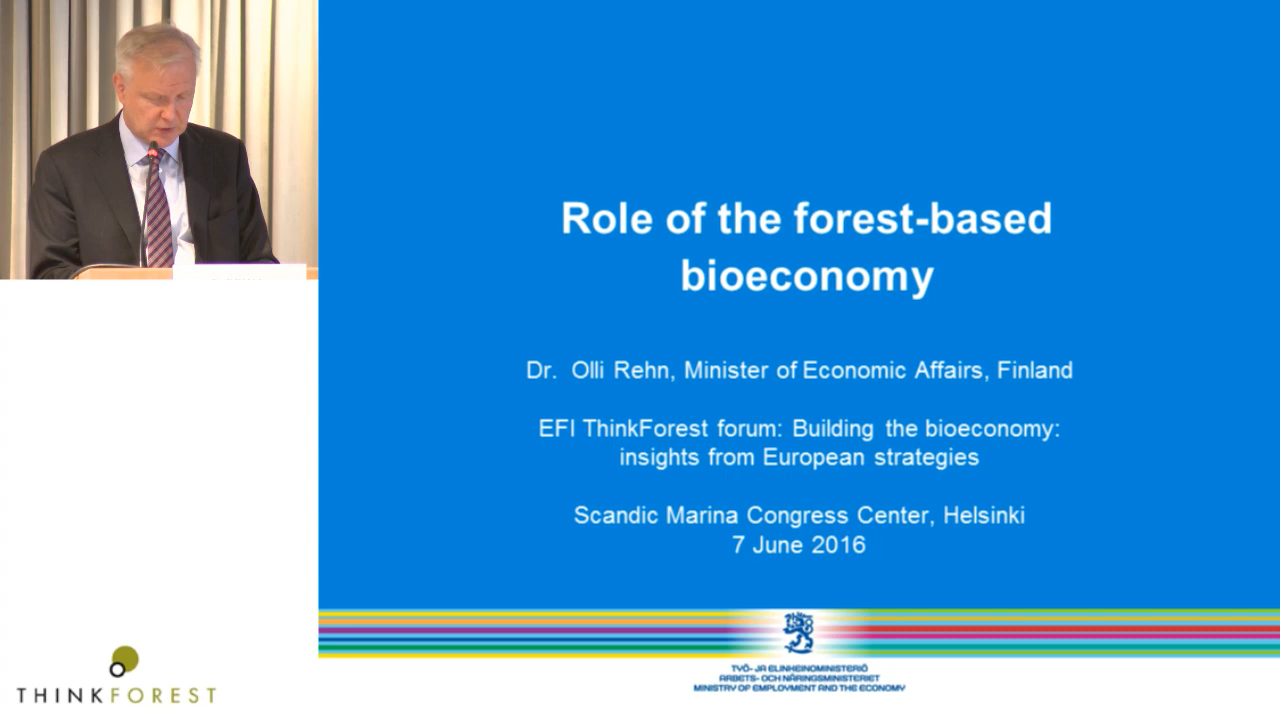 Role of the forest-based
bioeconomy
Dr. Olli Rehn, Minister of Economic Affairs, Finland
EFI ThinkForest forum: Building the bioeconomy:
insights from European strategies
Scandic Marina Congress Center, Helsinki
7 June 2016
TYÖ- JA ELINKEINOMINISTERIÖ
ARBETS- OCH NÄRINGSMINISTERIET
MINISTRY OF EMPLOYMENT AND THE ECONOMY
THINKFOREST